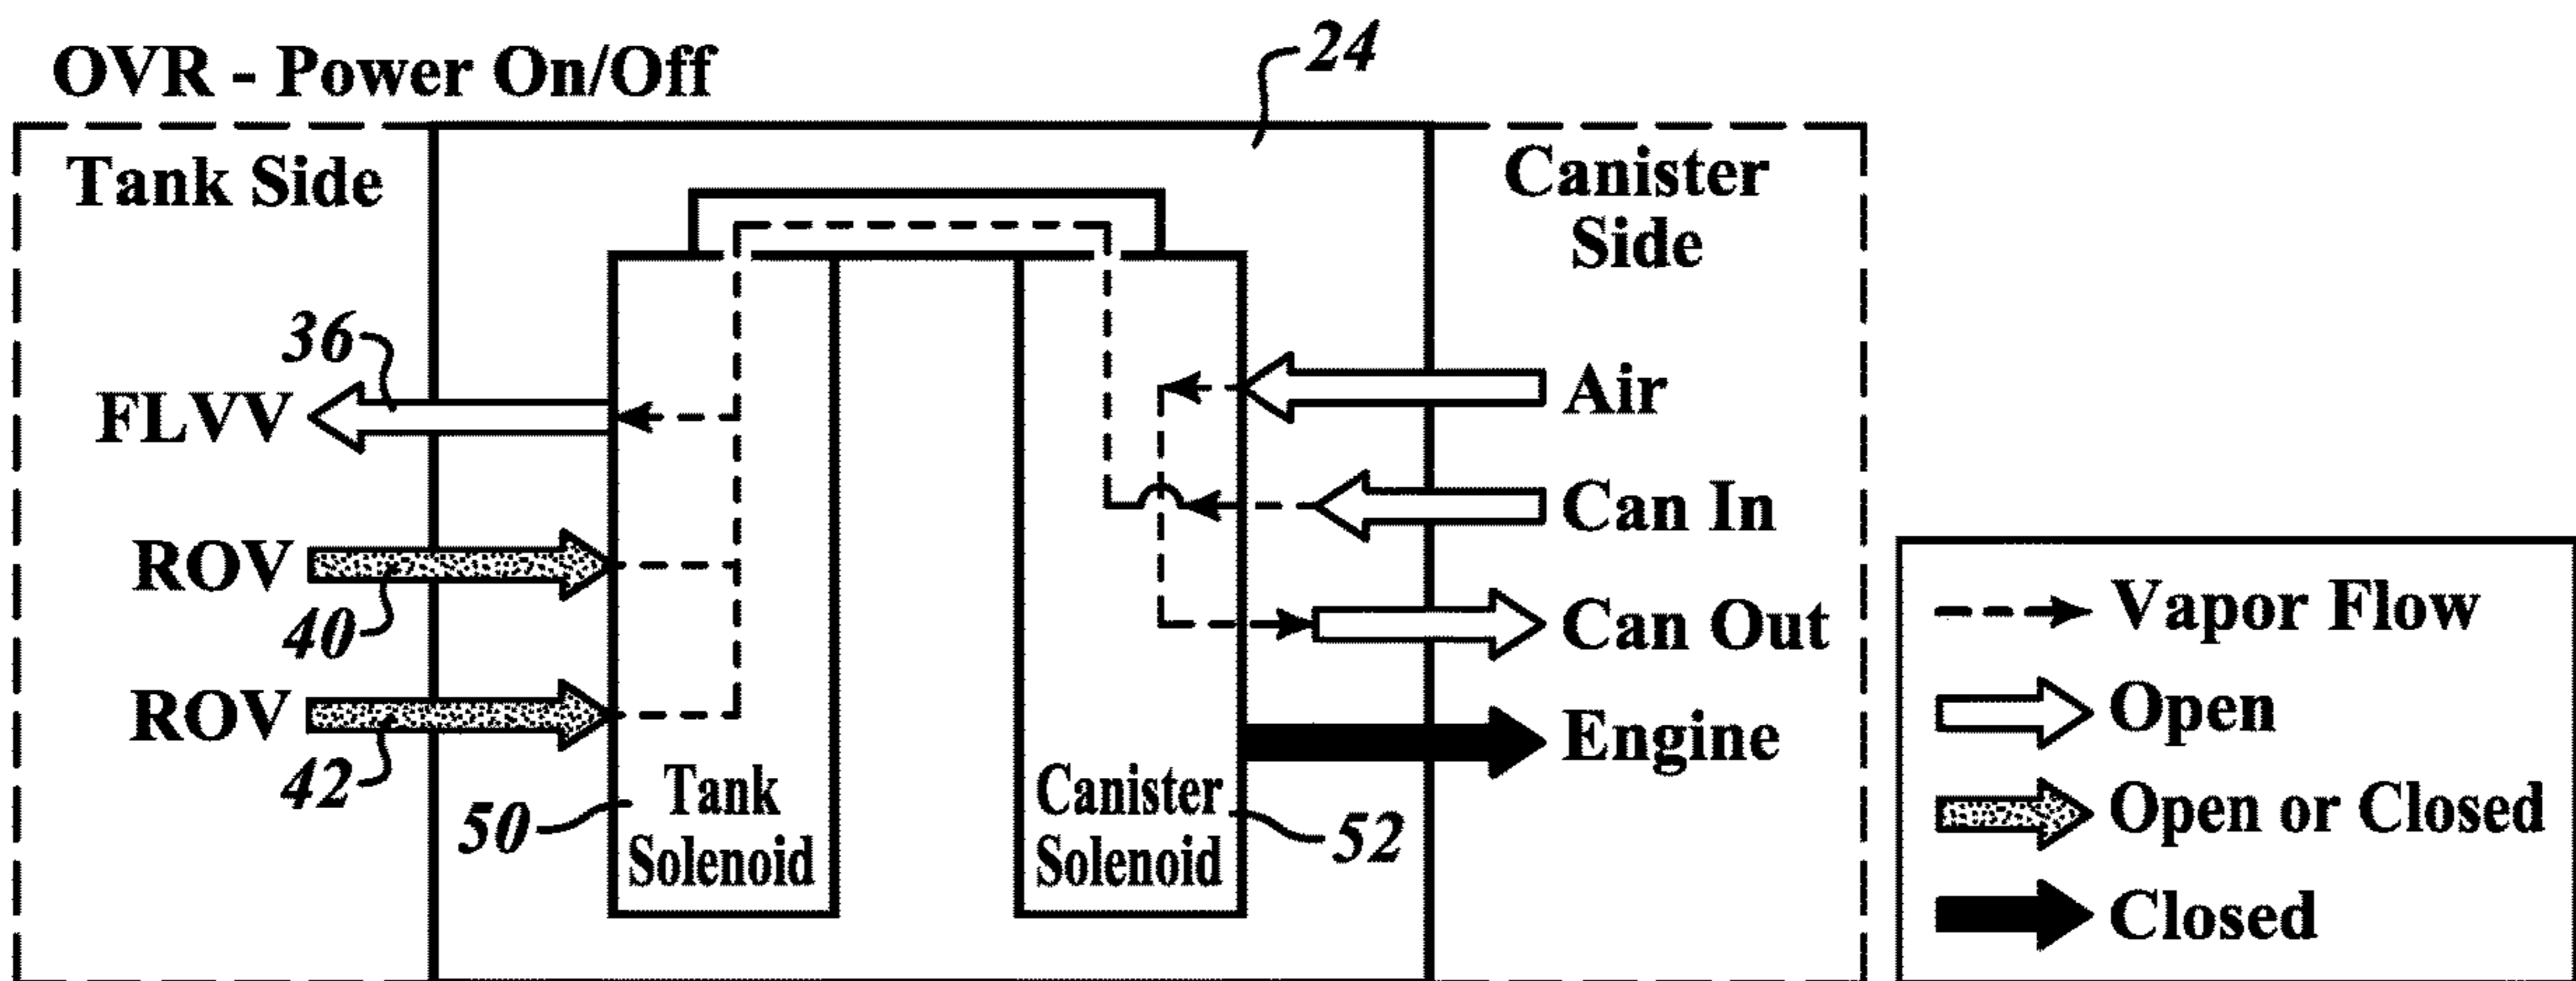 OVR - Power On/Off
24
Tank Side
Canister
Side
36
FLVV
ROV
40
ROV
42
50
Tank
Solenoid
Canister
Solenoid
52
Air
Can In
Can Out
Engine
Vapor Flow
Open
Open or Closed
Closed